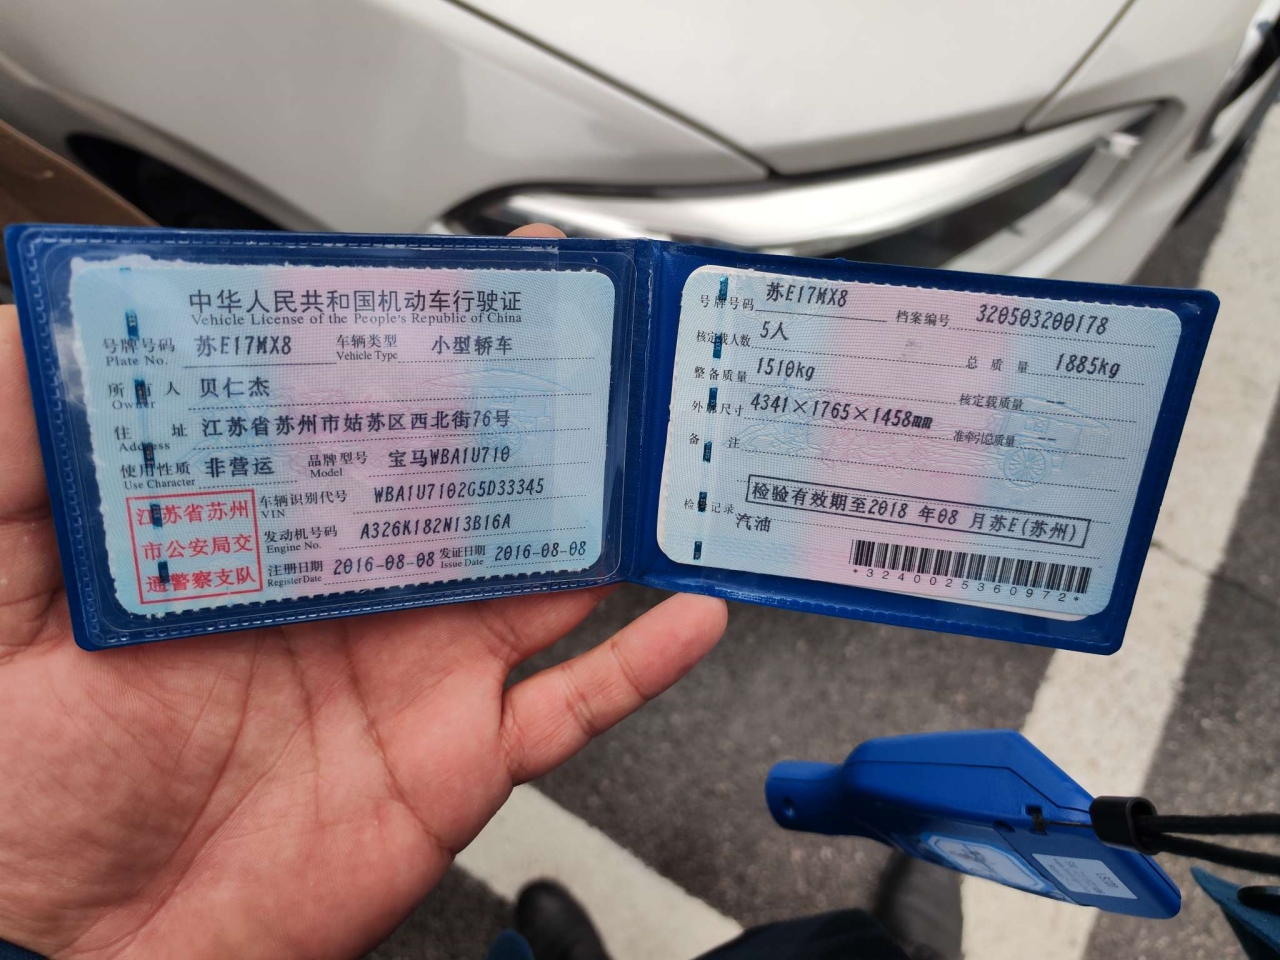 中华人民共和国机动车行驶证
Vehicle License of the People's Republic of China
号牌号码 苏E17MX8 车辆类型 小型轿车
Plate No. Vehicle Type
所有人 贝仁杰
Owner
住址 江苏省苏州市姑苏区西北街76号
Address
使用性质 非营运 品牌型号 宝马WBA1U710
Use Character Model
江苏省苏州
市公安局交
通警察支队
车辆识别代号 WBA1U7102G5D33345
VIN
发动机号码 A326K182N13B16A
Engine No.
注册日期 2016-08-08 发证日期 2016-08-08
Register Date Issue Date
号牌号码 苏E17MX8 档案编号 320503200178
核定载人数 5人 总质量 1885kg
整备质量 1510kg 核定载质量 --
外廓尺寸 4341×1765×1458mm 准牵引总质量 --
备注
检验有效期至2018年08月苏E(苏州)
检验记录
汽油
*3240025360972*